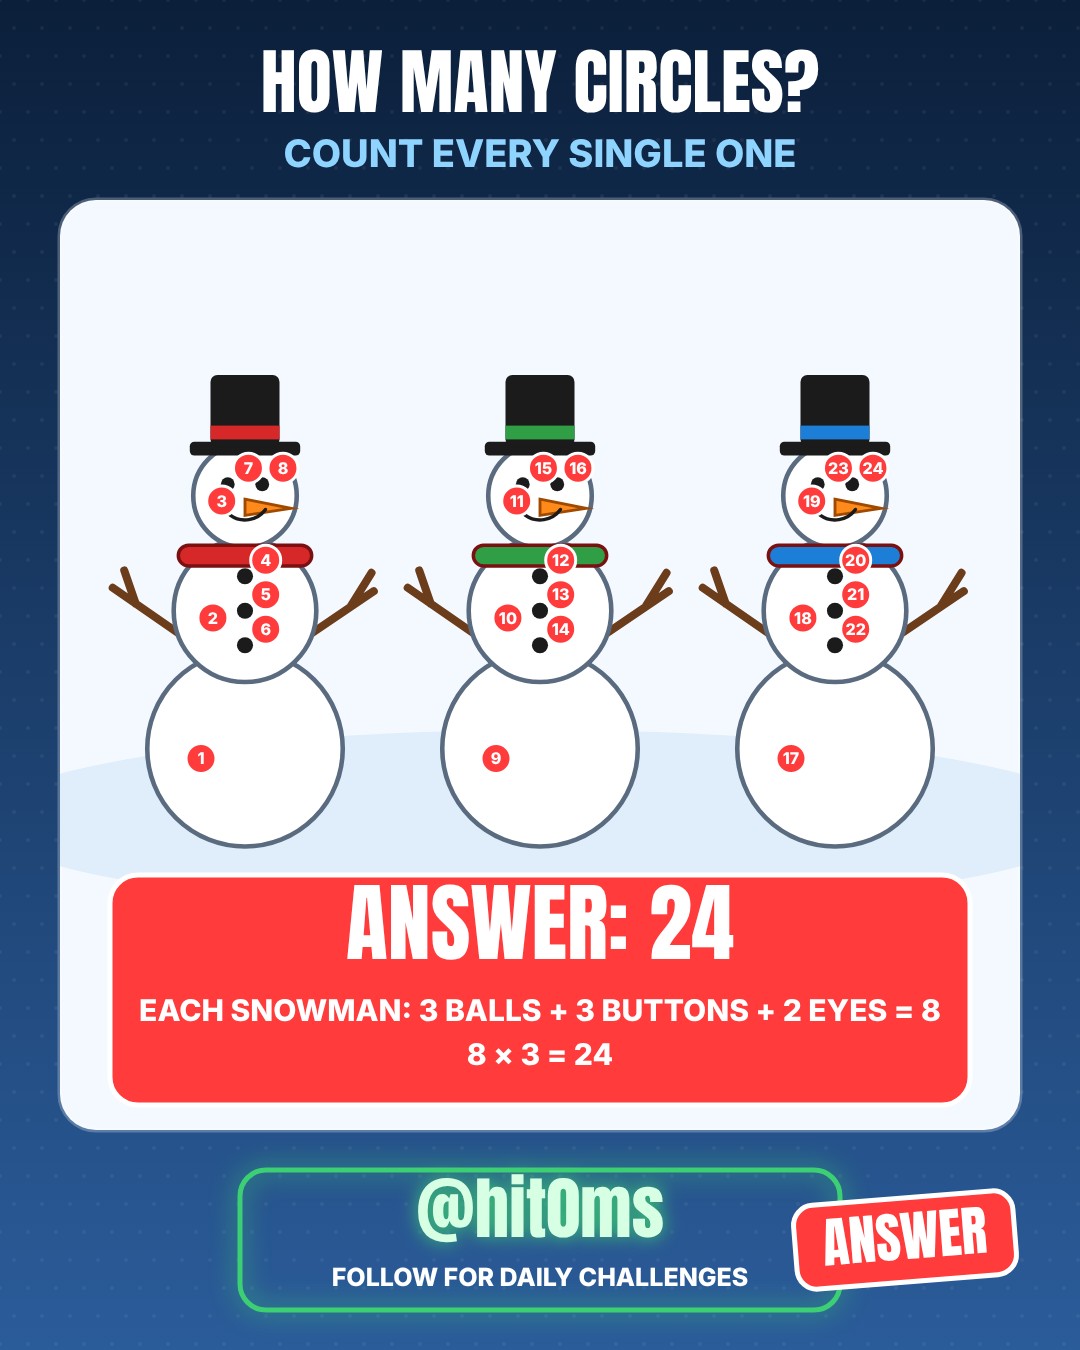 HOW MANY CIRCLES?
COUNT EVERY SINGLE ONE
7 8
15 16
23 24
3
11
19
4
12
20
5
13
21
2
10
18
6
14
22
1
9
17
ANSWER: 24
EACH SNOWMAN: 3 BALLS + 3 BUTTONS + 2 EYES = 8
8 × 3 = 24
@hit0ms
FOLLOW FOR DAILY CHALLENGES
ANSWER